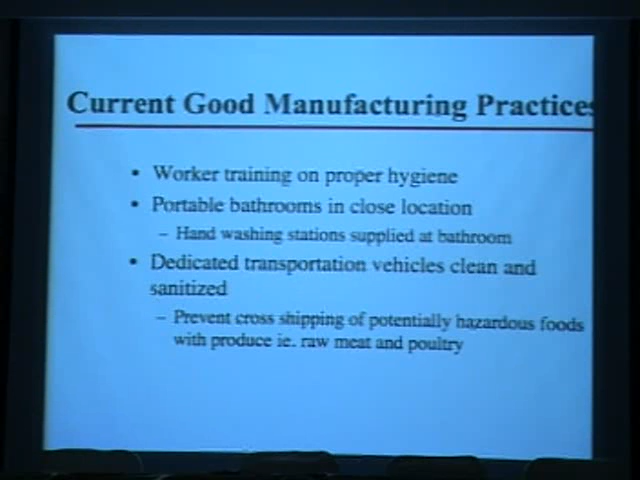 Current Good Manufacturing Practices
• Worker training on proper hygiene
• Portable bathrooms in close location
– Hand washing stations supplied at bathroom
• Dedicated transportation vehicles clean and
sanitized
– Prevent cross shipping of potentially hazardous foods
with produce ie. raw meat and poultry